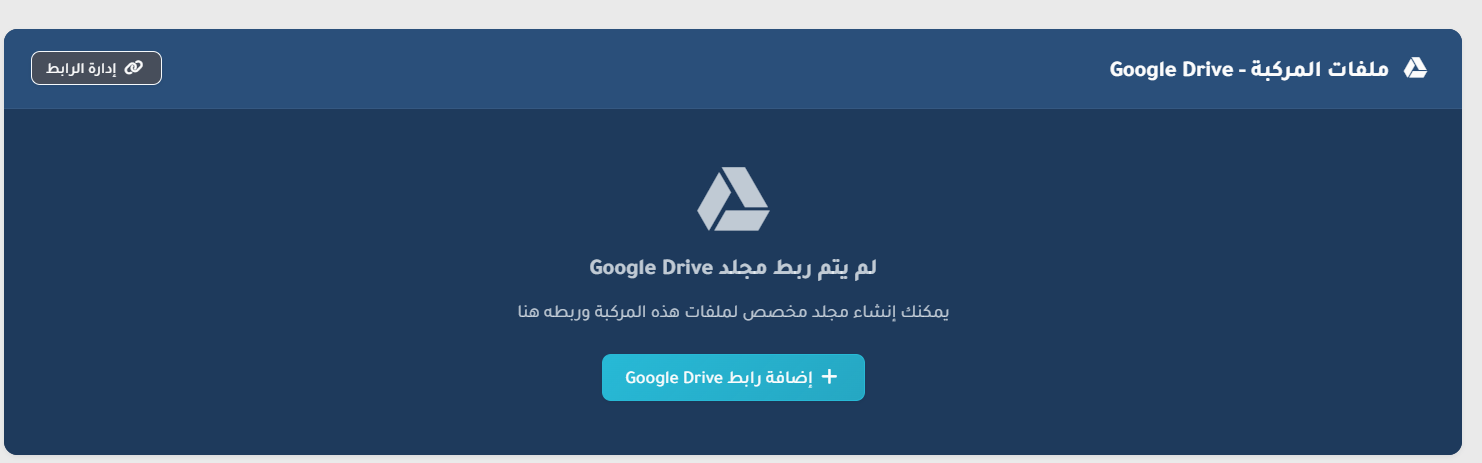 ملفات المركبة - Google Drive
إدارة الرابط
لم يتم ربط مجلد Google Drive
يمكنك إنشاء مجلد مخصص لملفات هذه المركبة وربطه هنا
+ إضافة رابط Google Drive